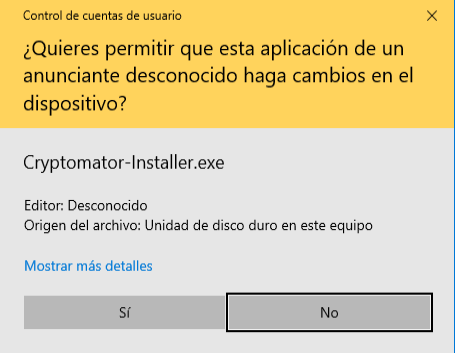 Control de cuentas de usuario
¿Quieres permitir que esta aplicación de un
anunciante desconocido haga cambios en el
dispositivo?
Cryptomator-Installer.exe
Editor: Desconocido
Origen del archivo: Unidad de disco duro en este equipo
Mostrar más detalles
Sí
No